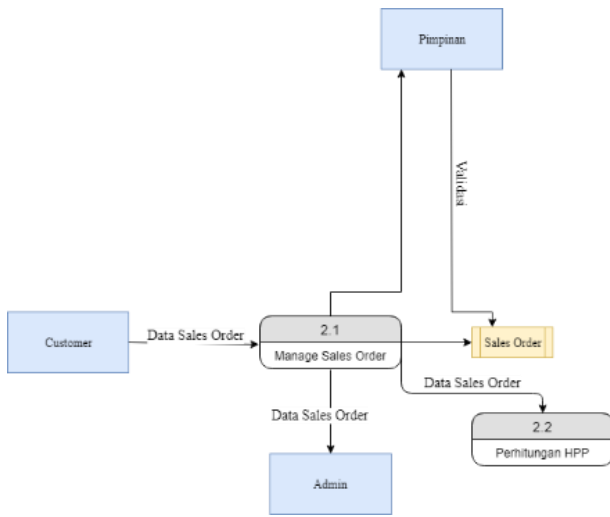 Pimpinan
Validasi
Customer
Data Sales Order
2.1
Manage Sales Order
Sales Order
Data Sales Order
Data Sales Order
2.2
Perhitungan HPP
Admin